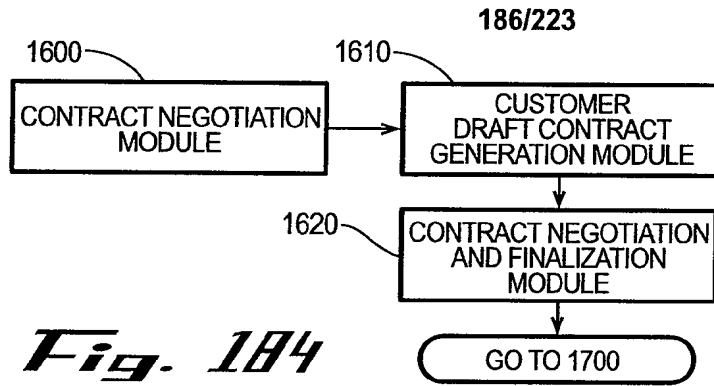 186/223
1600
CONTRACT NEGOTIATION
MODULE
1610
CUSTOMER
DRAFT CONTRACT
GENERATION MODULE
1620
CONTRACT NEGOTIATION
AND FINALIZATION
MODULE
GO TO 1700
Fig. 184